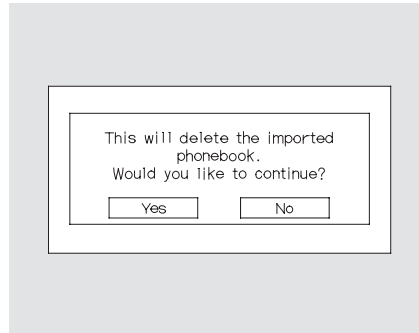 This will delete the imported
phonebook.
Would you like to continue?
Yes
No